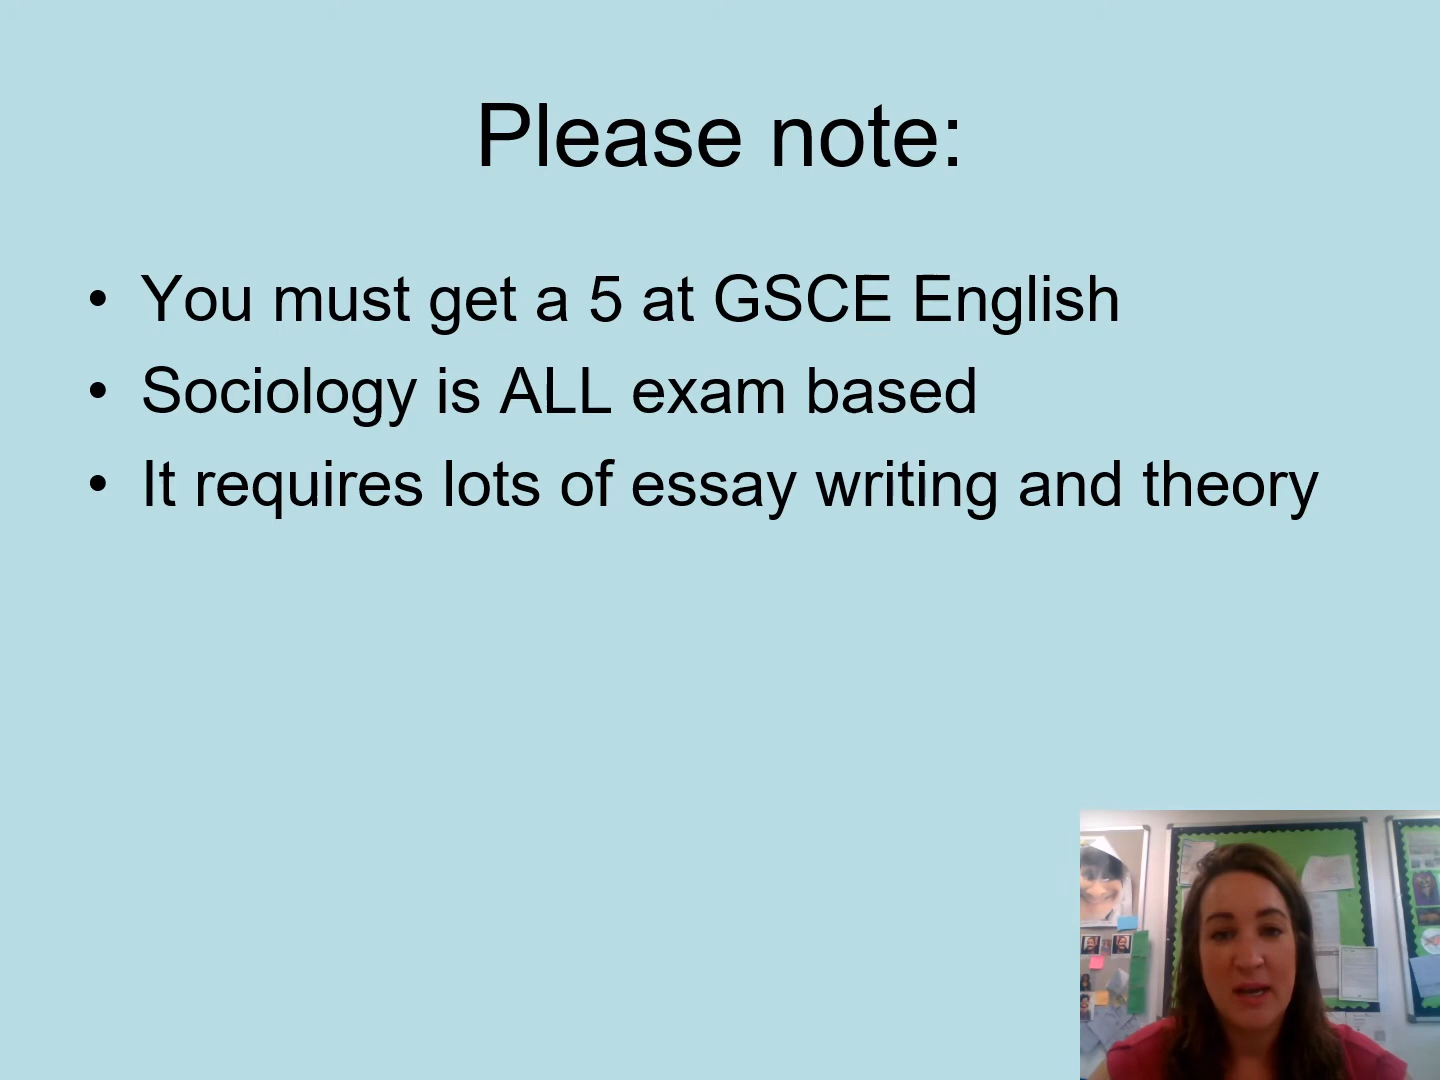 Please note:
• You must get a 5 at GSCE English
• Sociology is ALL exam based
• It requires lots of essay writing and theory